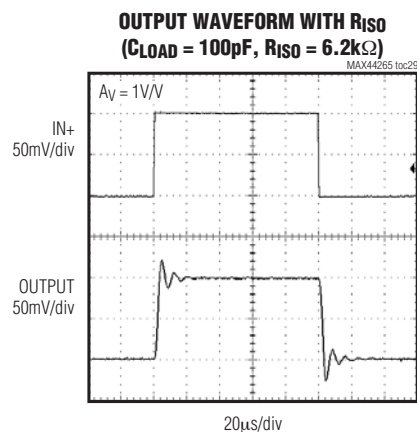 OUTPUT WAVEFORM WITH RISO
(CLOAD = 100pF, RISO = 6.2kΩ)
MAX44265 toc29
AV = 1V/V
IN+
50mV/div
OUTPUT
50mV/div
20µs/div